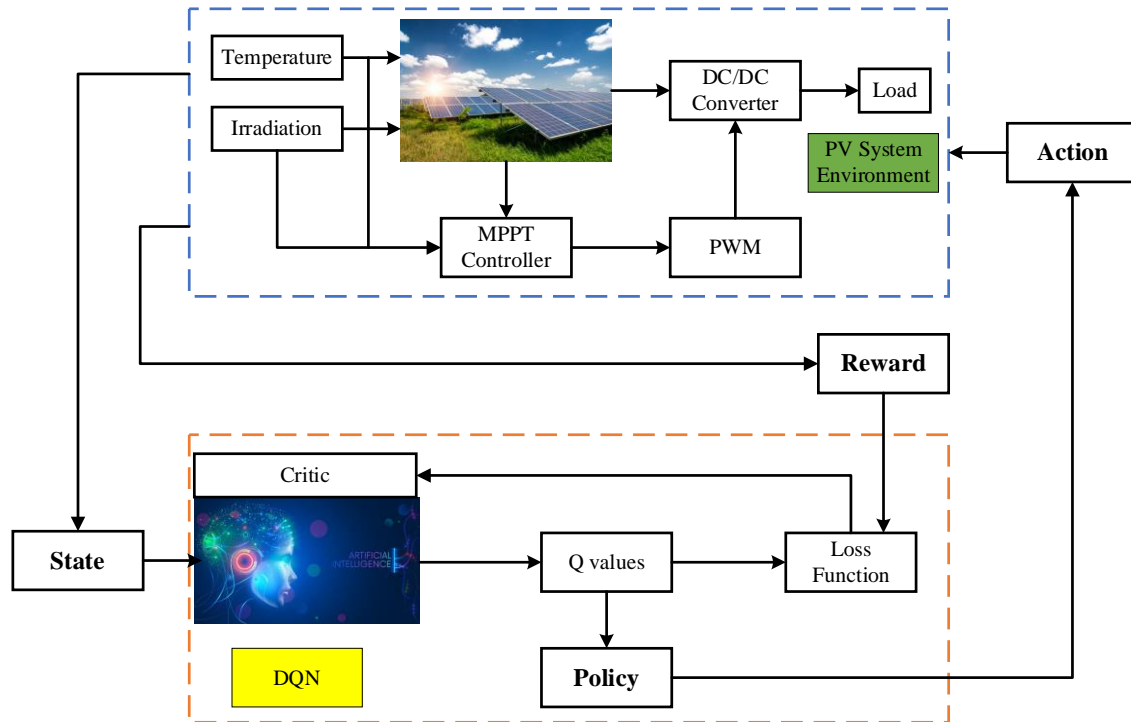 Temperature
Irradiation
DC/DC
Converter
Load
PV System
Environment
Action
MPPT
Controller
PWM
Reward
Critic
State
ARTIFICIAL
INTELLIGENCE
Q values
Loss
Function
DQN
Policy